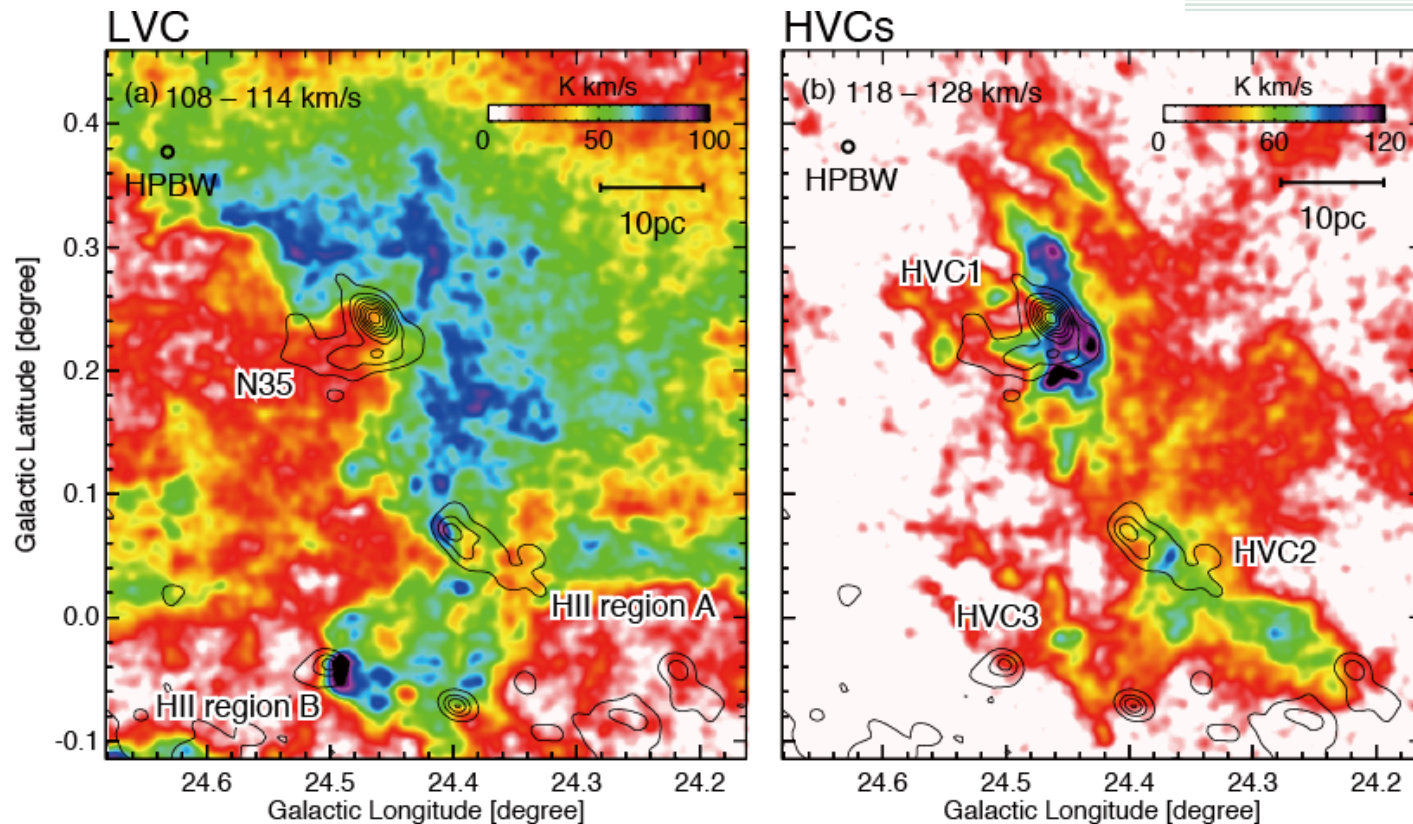 LVC
(a) 108 – 114 km/s
K km/s
0 50 100
HPBW
10pc
N35
HII region A
HII region B
0.4
0.3
0.2
0.1
0.0
-0.1
Galactic Latitude [degree]
24.6 24.5 24.4 24.3 24.2
Galactic Longitude [degree]
HVCs
(b) 118 – 128 km/s
K km/s
0 60 120
HPBW
10pc
HVC1
HVC2
HVC3
24.6 24.5 24.4 24.3 24.2
Galactic Longitude [degree]